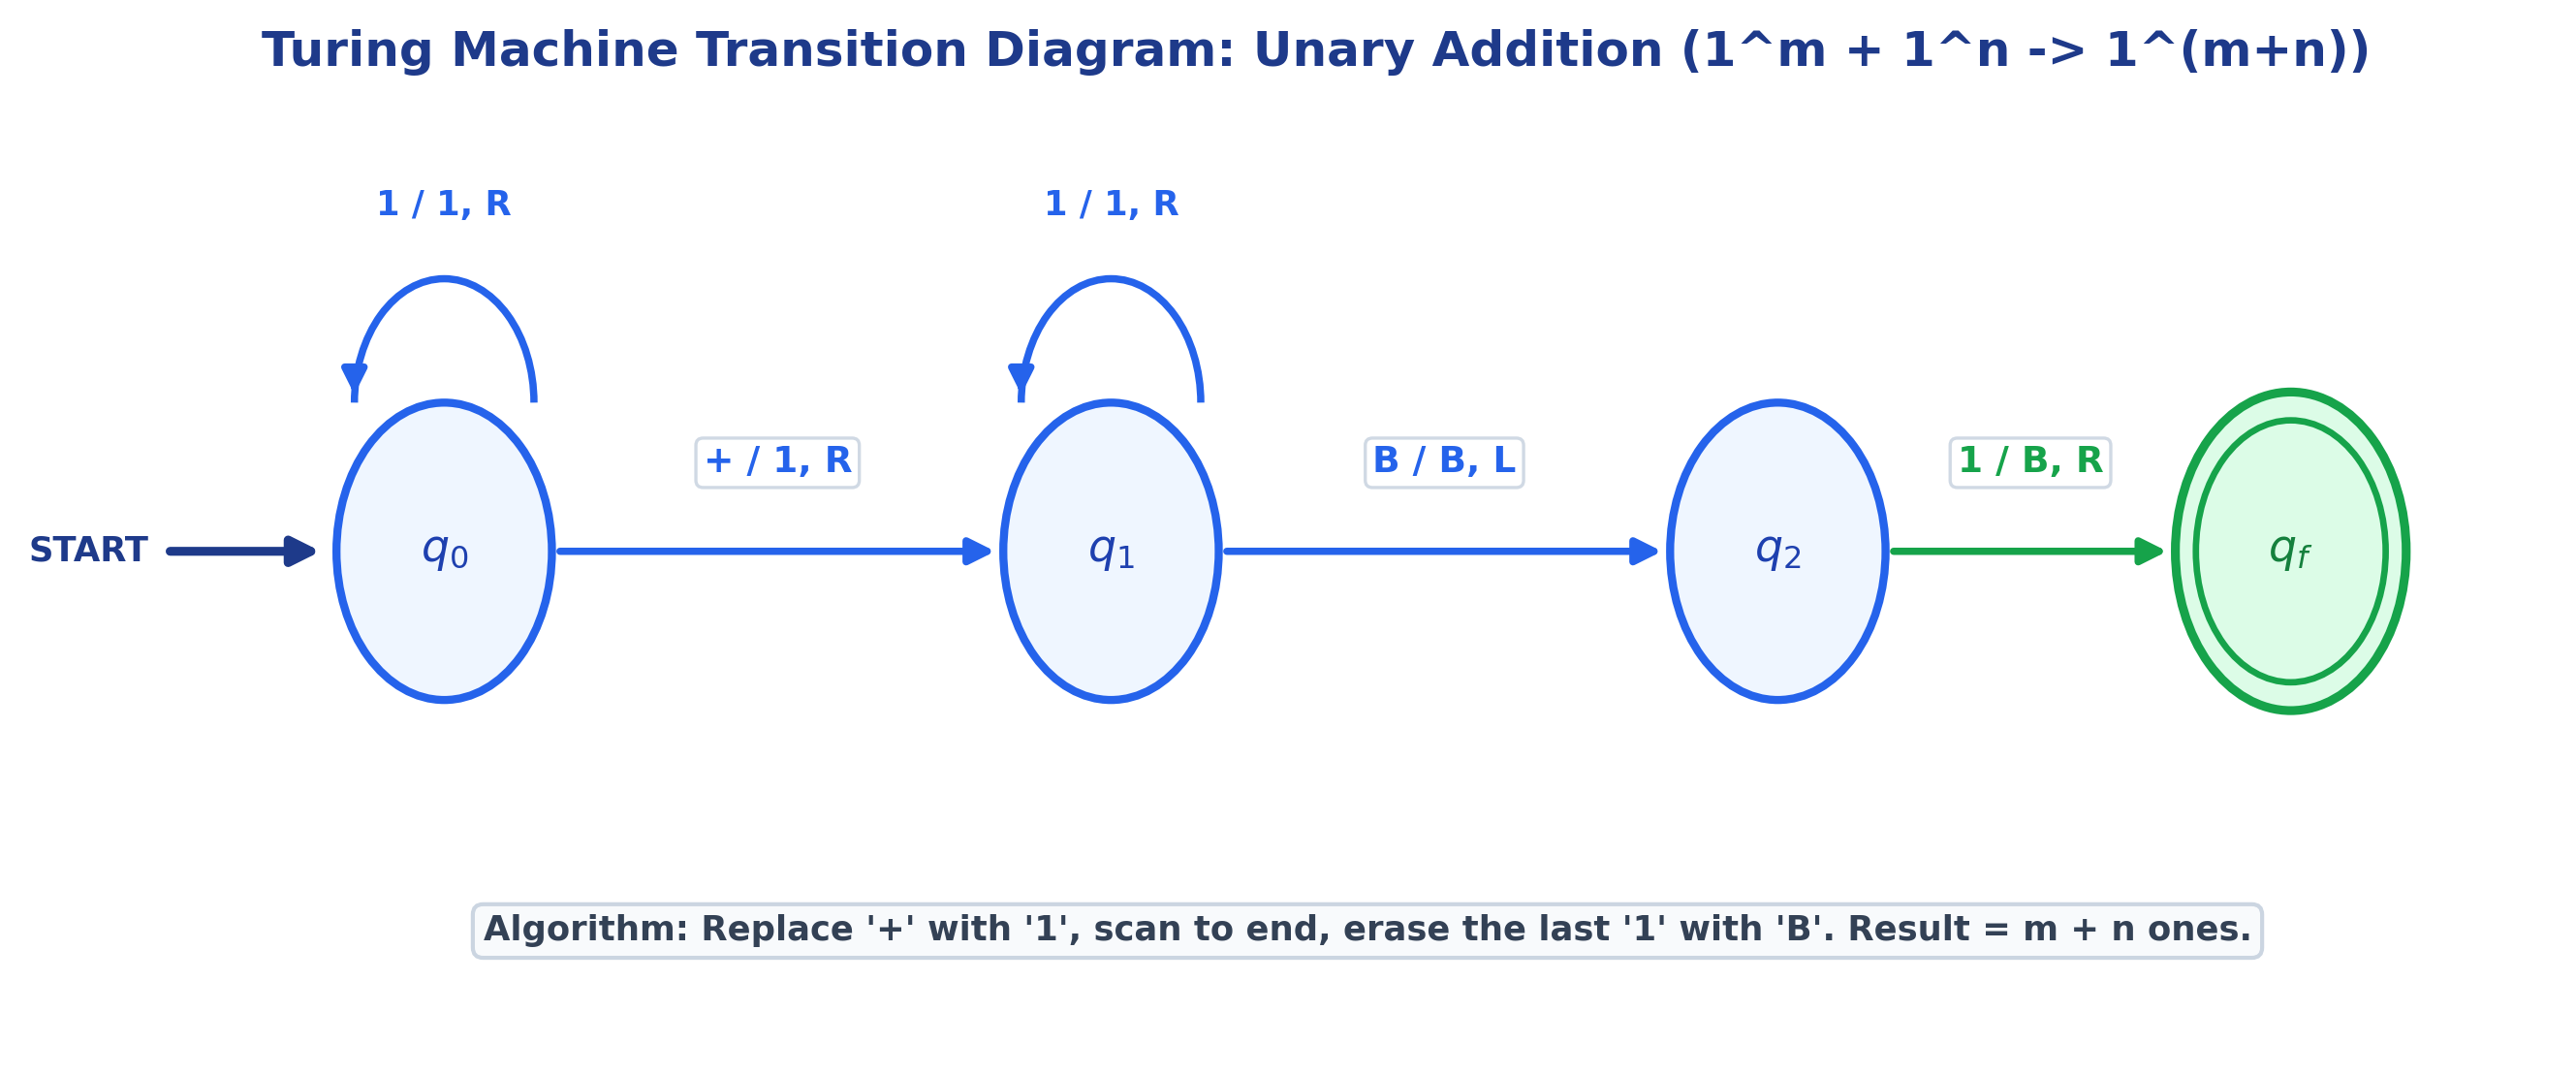 Turing Machine Transition Diagram: Unary Addition (1^m + 1^n -> 1^(m+n))
1 / 1, R
1 / 1, R
+ / 1, R
B / B, L
1 / B, R
START
q0
q1
q2
qf
Algorithm: Replace '+' with '1', scan to end, erase the last '1' with 'B'. Result = m + n ones.